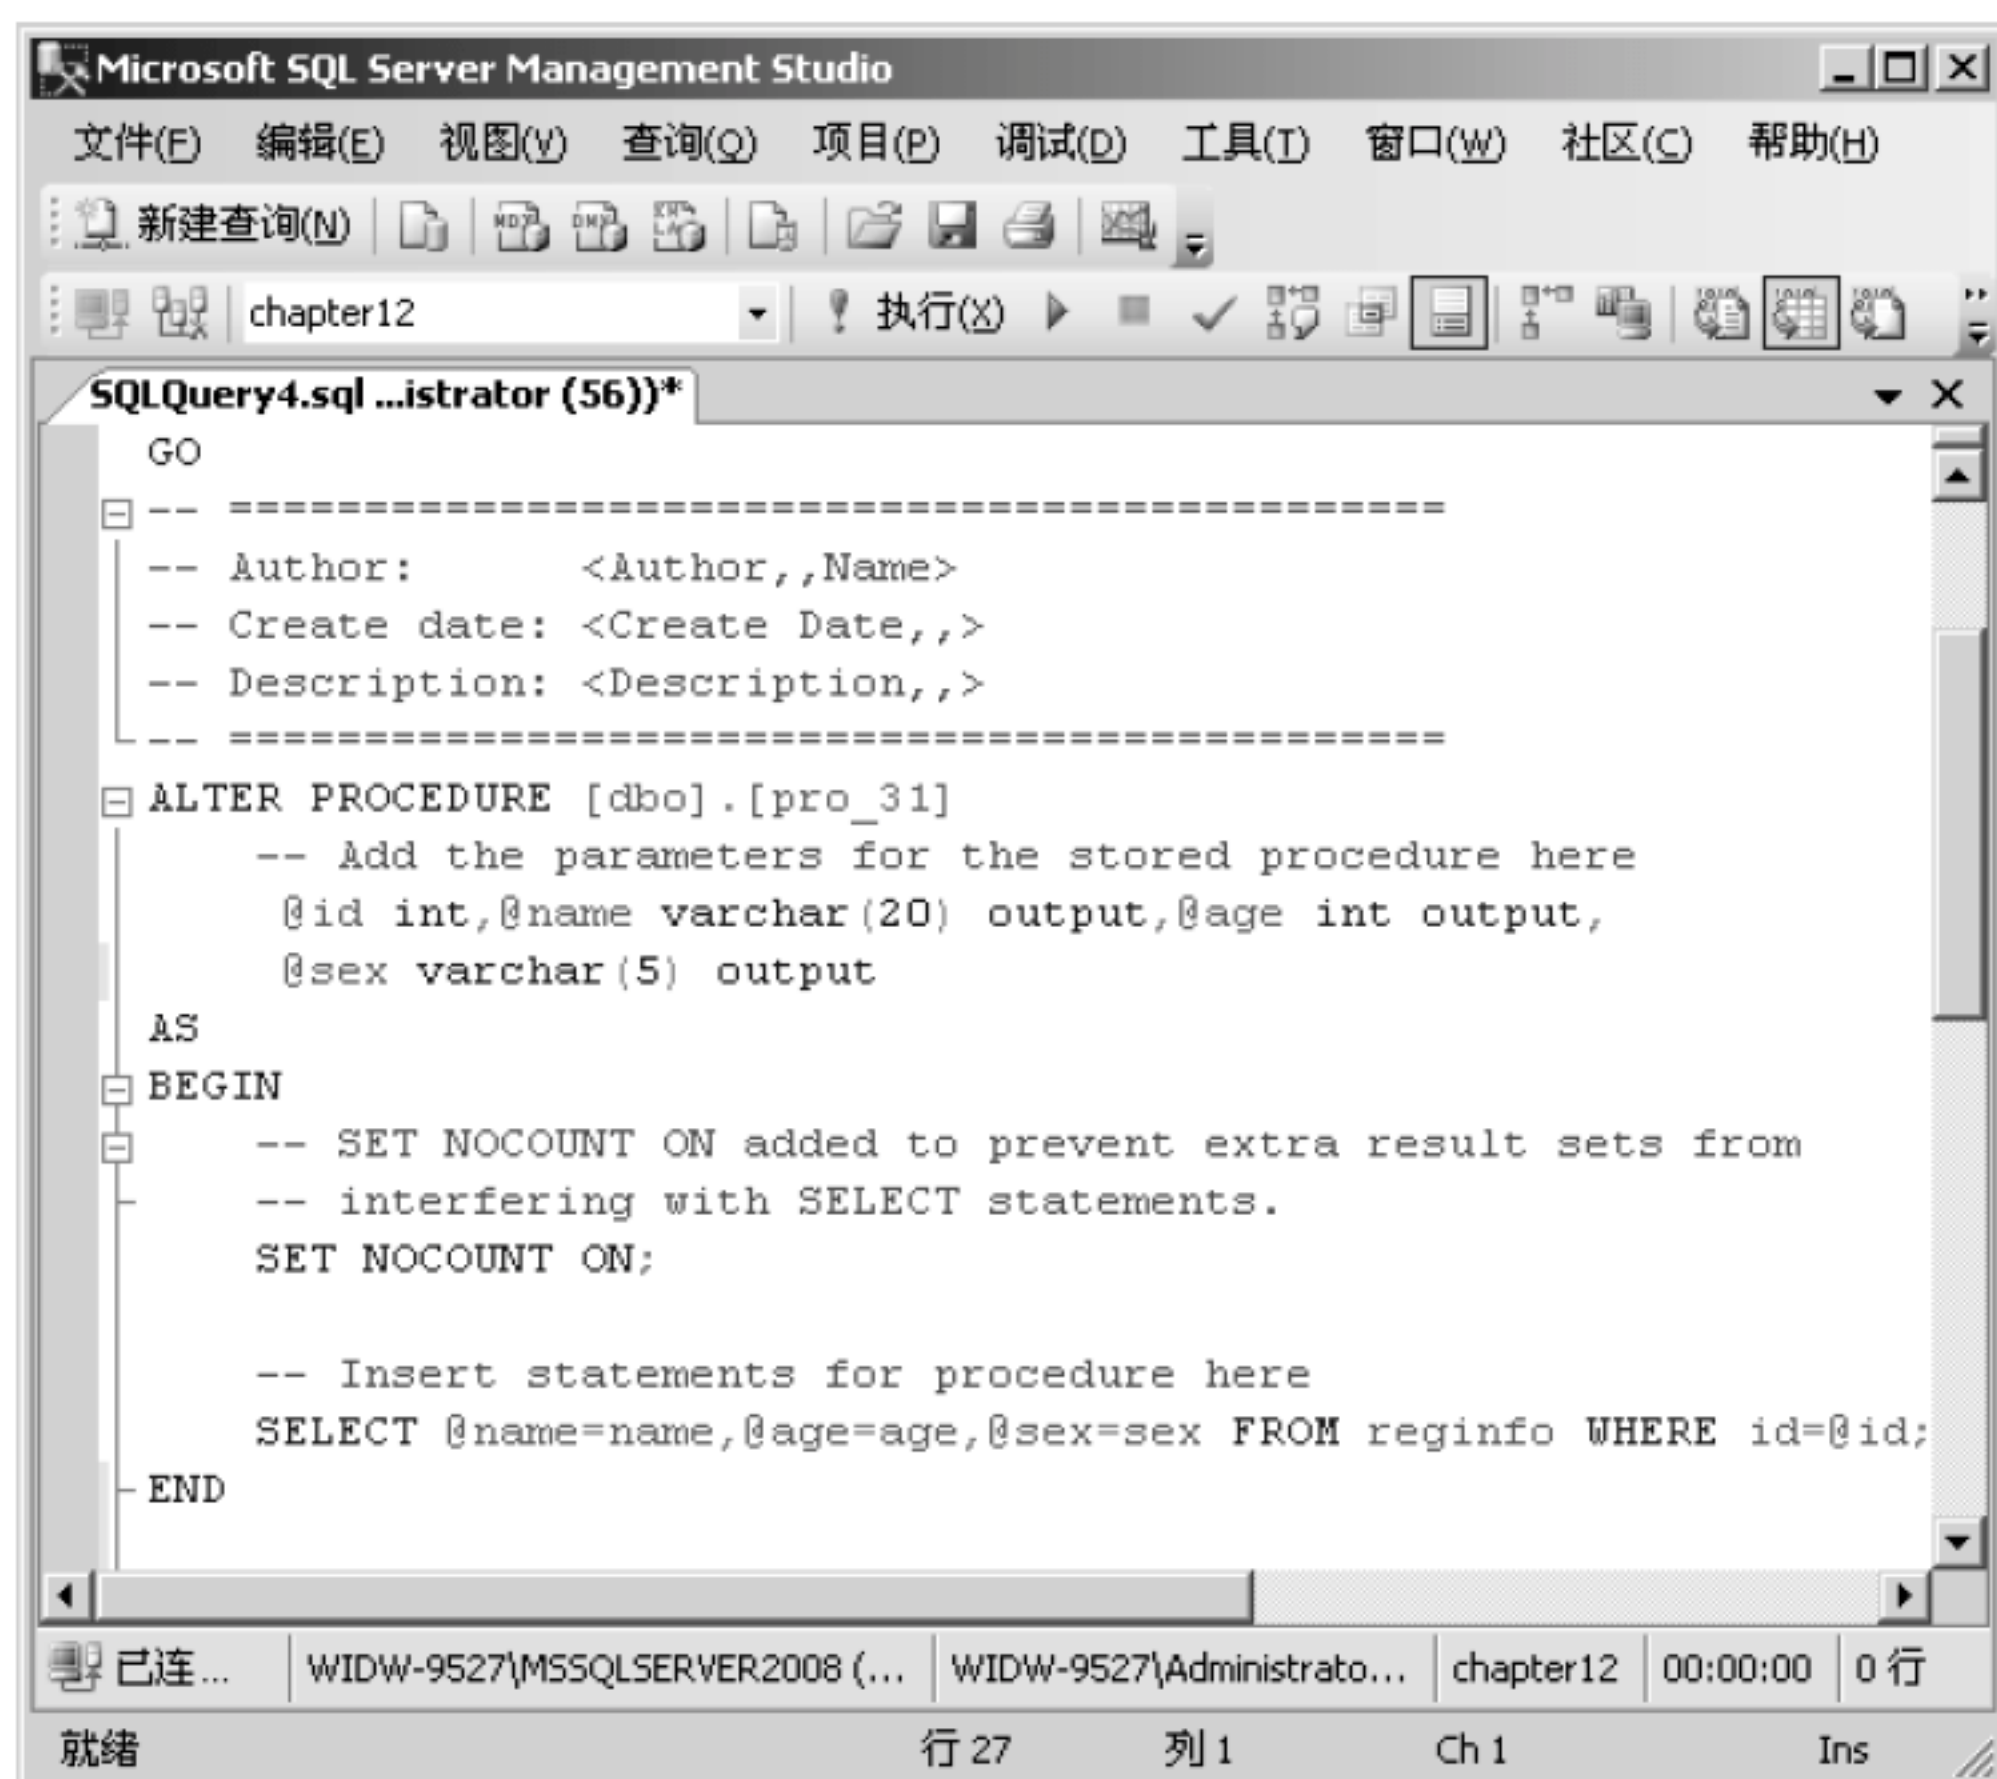 Microsoft SQL Server Management Studio
文件(F) 编辑(E) 视图(V) 查询(Q) 项目(P) 调试(D) 工具(T) 窗口(W) 社区(C) 帮助(H)
新建查询(N)
chapter12 执行(X)
SQLQuery4.sql ...istrator (56))*
GO
-- =============================================
-- Author:      <Author,,Name>
-- Create date: <Create Date,,>
-- Description: <Description,,>
-- =============================================
ALTER PROCEDURE [dbo].[pro_31]
-- Add the parameters for the stored procedure here
@id int,@name varchar(20) output,@age int output,
@sex varchar(5) output
AS
BEGIN
-- SET NOCOUNT ON added to prevent extra result sets from
-- interfering with SELECT statements.
SET NOCOUNT ON;
-- Insert statements for procedure here
SELECT @name=name,@age=age,@sex=sex FROM reginfo WHERE id=@id;
END
已连... WIDW-9527\MSSQLSERVER2008 (... WIDW-9527\Administrato... chapter12 00:00:00 0 行
就绪 行 27 列 1 Ch 1 Ins